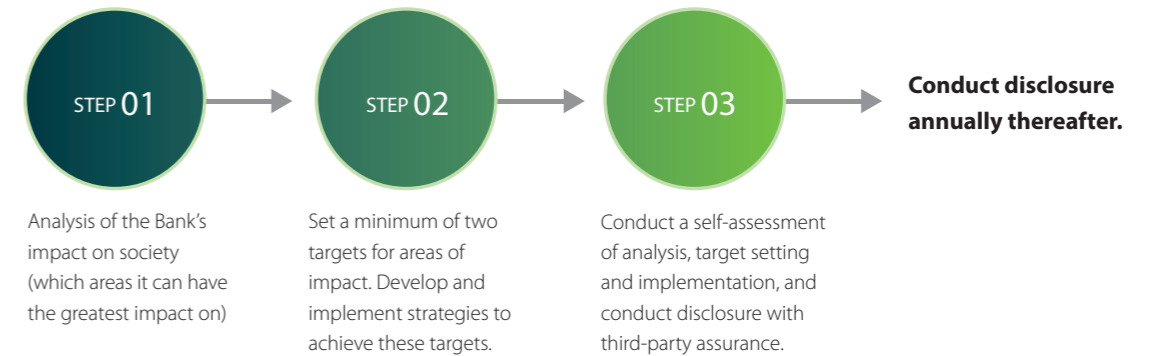 STEP 01
STEP 02
STEP 03
Conduct disclosure
annually thereafter.
Analysis of the Bank’s
impact on society
(which areas it can have
the greatest impact on)
Set a minimum of two
targets for areas of
impact. Develop and
implement strategies to
achieve these targets.
Conduct a self-assessment
of analysis, target setting
and implementation, and
conduct disclosure with
third-party assurance.